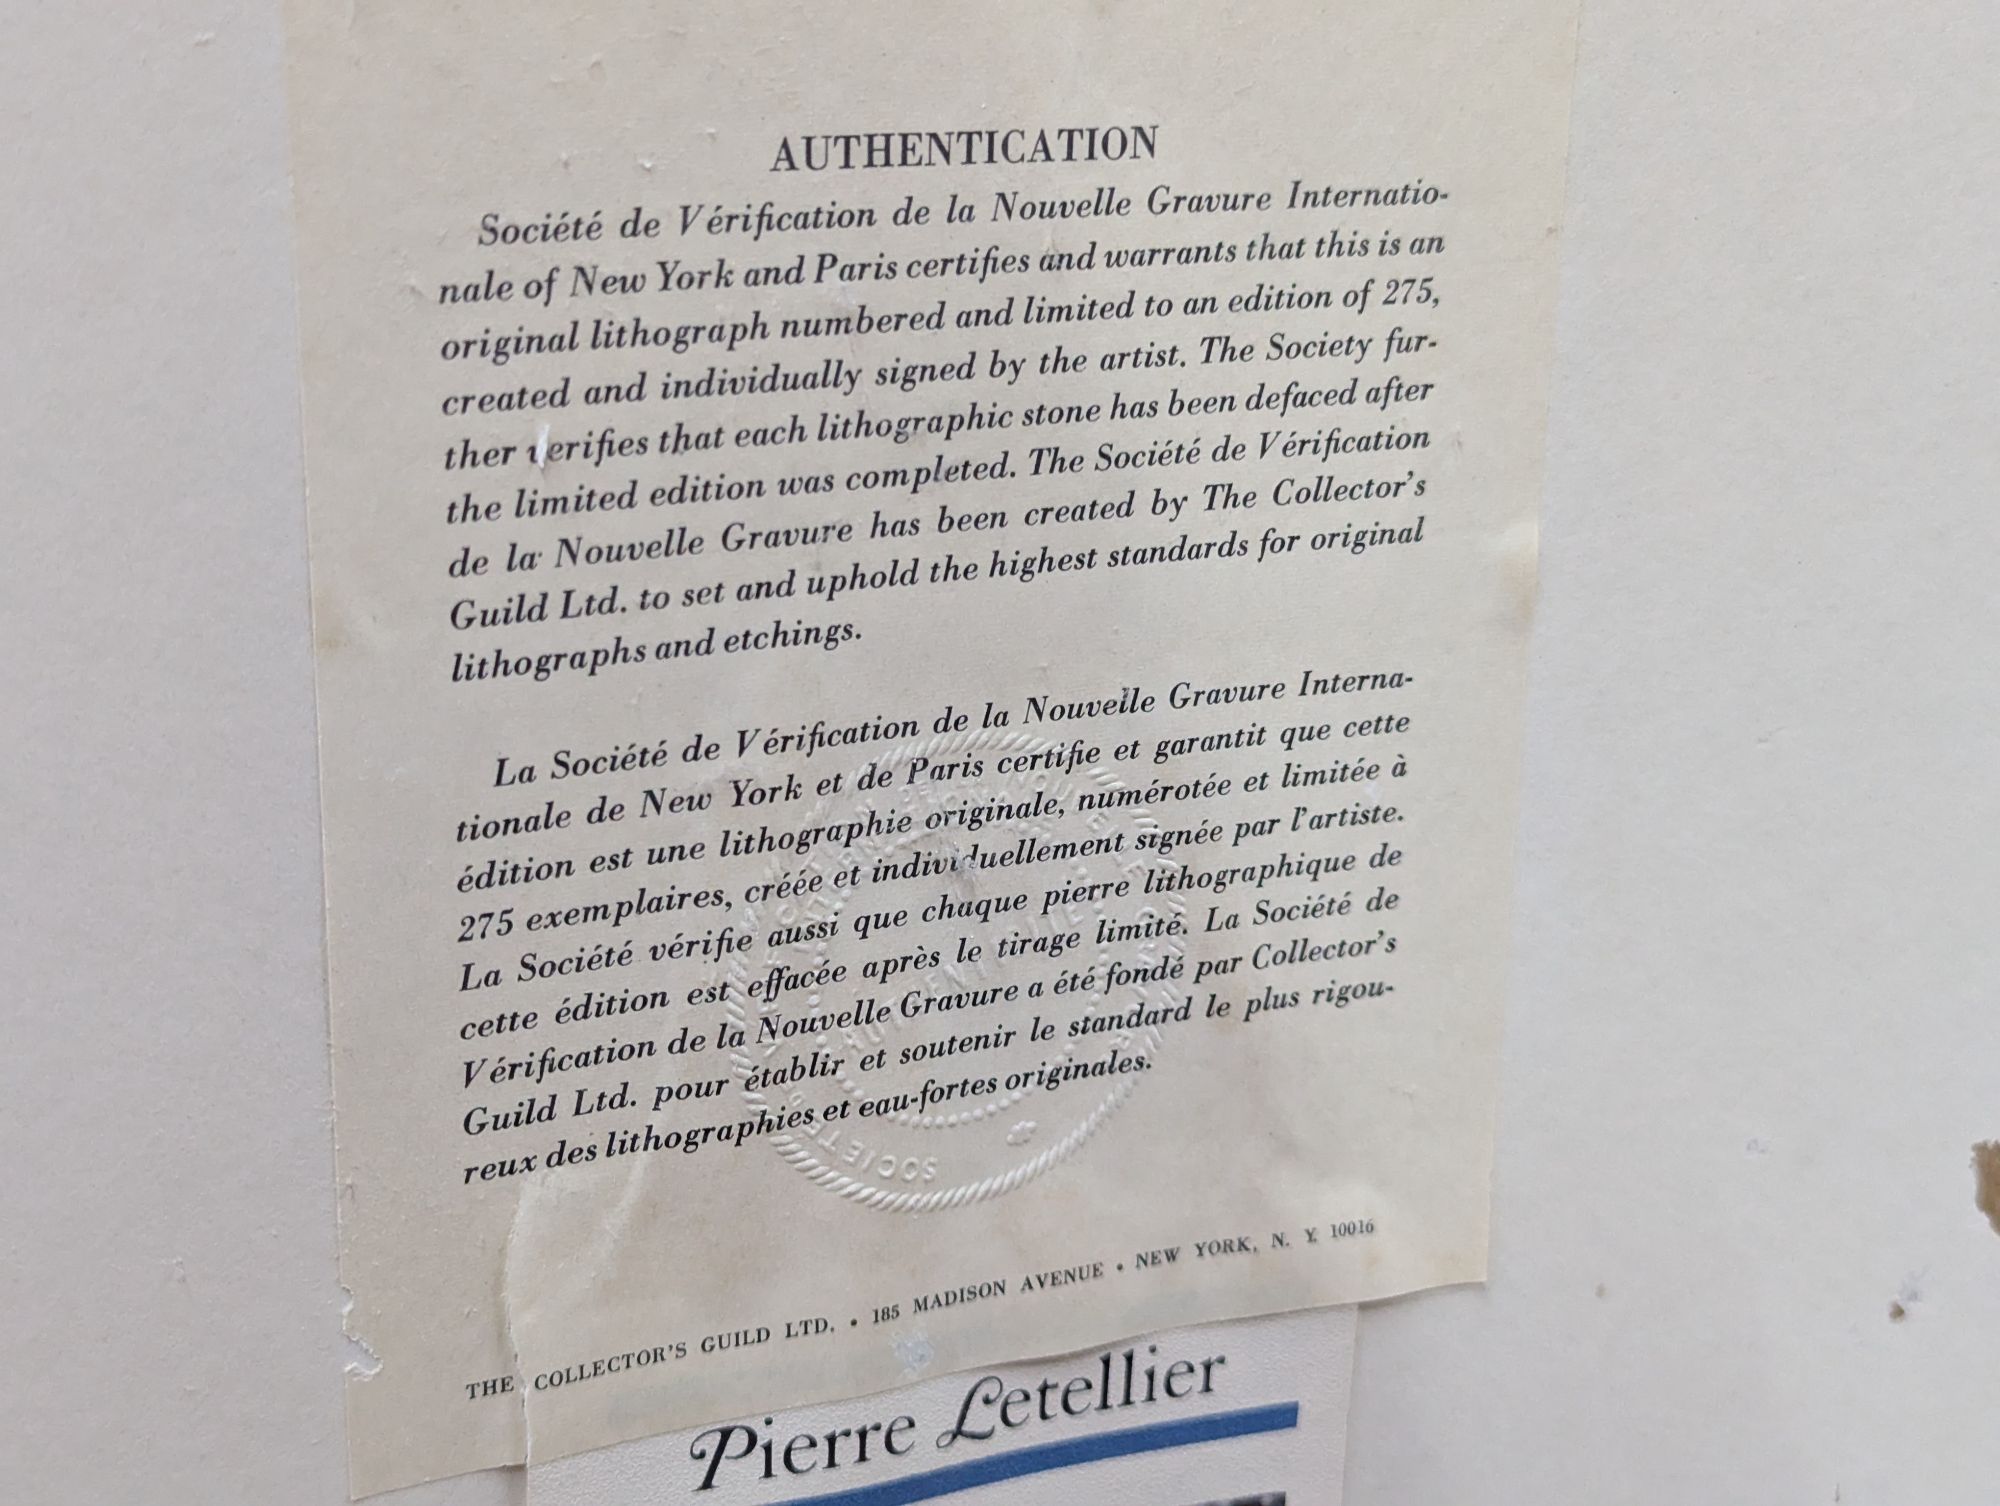 AUTHENTICATION
Société de Vérification de la Nouvelle Gravure Internatio-
nale of New York and Paris certifies and warrants that this is an
original lithograph numbered and limited to an edition of 275,
created and individually signed by the artist. The Society fur-
ther verifies that each lithographic stone has been defaced after
the limited edition was completed. The Société de Vérification
de la Nouvelle Gravure has been created by The Collector's
Guild Ltd. to set and uphold the highest standards for original
lithographs and etchings.
La Société de Vérification de la Nouvelle Gravure Interna-
tionale de New York et de Paris certifie et garantit que cette
édition est une lithographie originale, numérotée et limitée à
275 exemplaires, créée et individuellement signée par l'artiste.
La Société vérifie aussi que chaque pierre lithographique de
cette édition est effacée après le tirage limité. La Société de
Vérification de la Nouvelle Gravure a été fondé par Collector's
Guild Ltd. pour établir et soutenir le standard le plus rigou-
reux des lithographies et eau-fortes originales.
SOCIETE
THE COLLECTOR'S GUILD LTD. • 185 MADISON AVENUE • NEW YORK, N. Y. 10016
Pierre Letellier